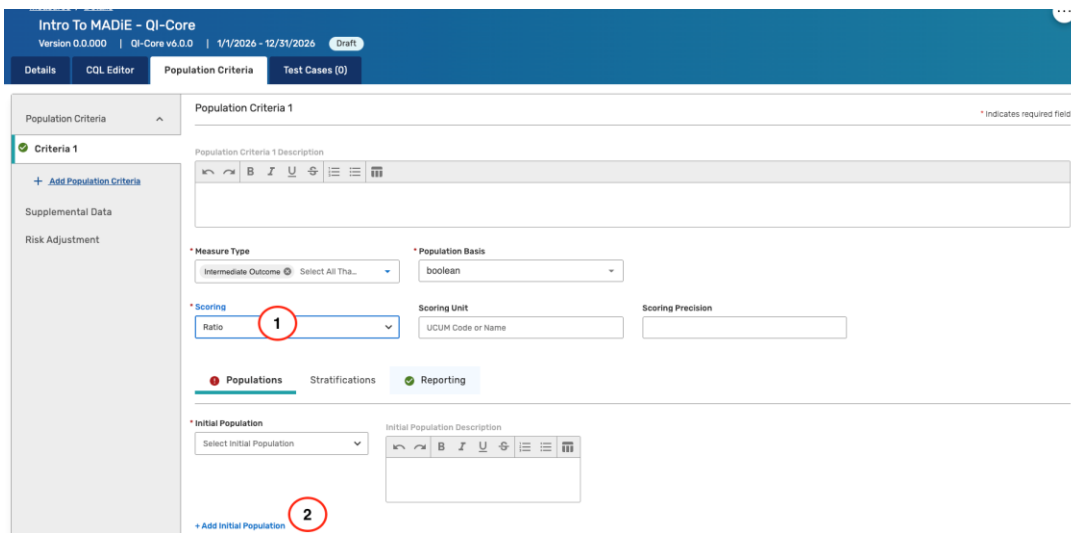 Intro To MADiE - QI-Core
Version 0.0.000 | QI-Core v6.0.0 | 1/1/2026 - 12/31/2026 Draft
Details CQL Editor Population Criteria Test Cases (0)
Population Criteria
Criteria 1
+ Add Population Criteria
Supplemental Data
Risk Adjustment
Population Criteria 1
* Indicates required field
Population Criteria 1 Description
B I U S
* Measure Type * Population Basis
Intermediate Outcome Select All Tha... boolean
* Scoring Scoring Unit Scoring Precision
Ratio 1 UCUM Code or Name
Populations Stratifications Reporting
* Initial Population Initial Population Description
Select Initial Population B I U S
+ Add Initial Population 2